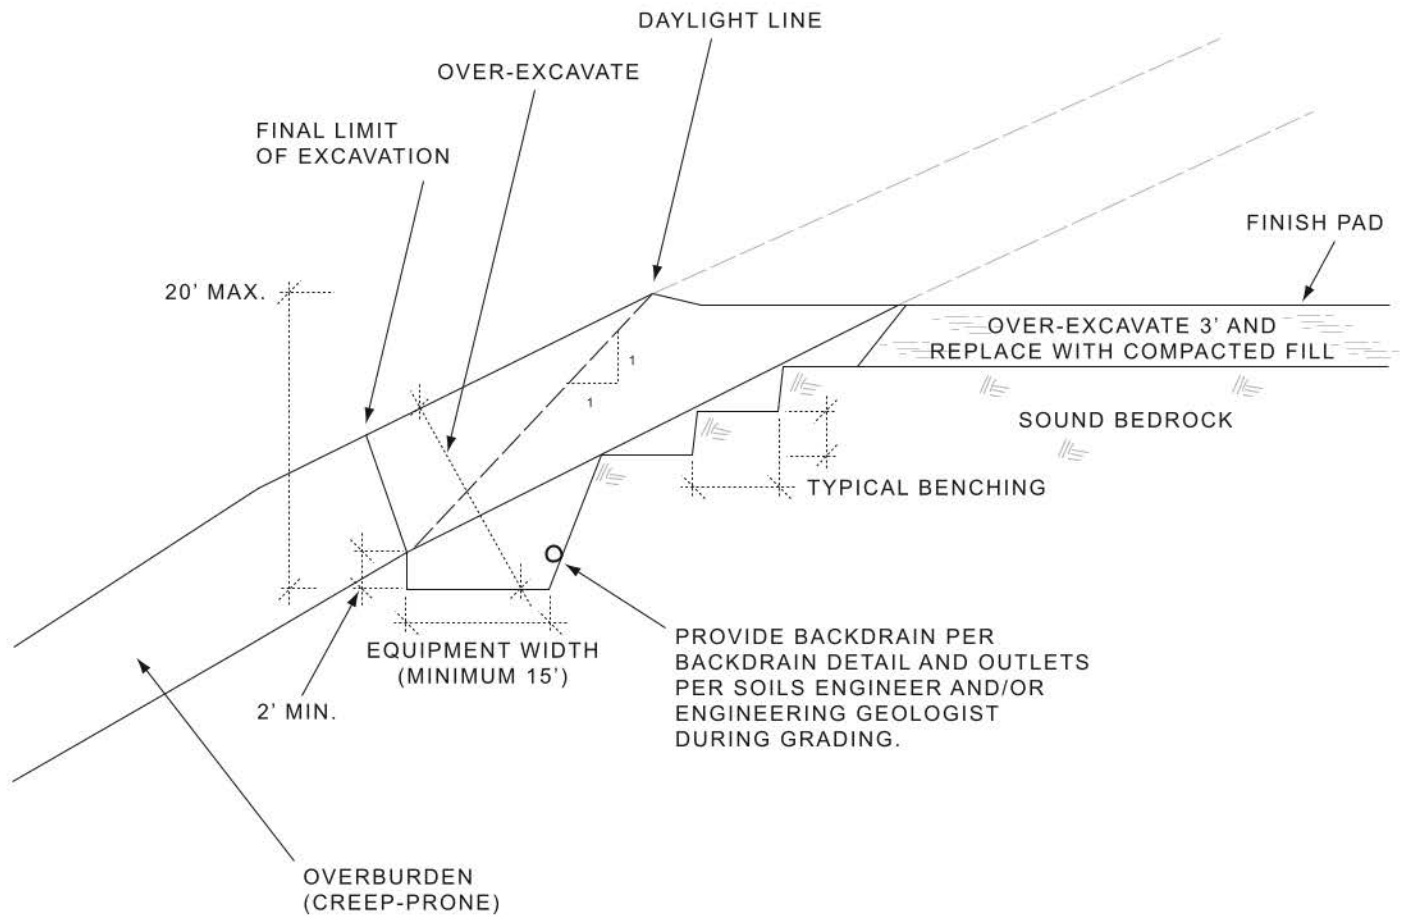 DAYLIGHT LINE
OVER-EXCAVATE
FINAL LIMIT
OF EXCAVATION
FINISH PAD
20’ MAX.
OVER-EXCAVATE 3’ AND
REPLACE WITH COMPACTED FILL
1
1
SOUND BEDROCK
TYPICAL BENCHING
EQUIPMENT WIDTH
(MINIMUM 15’)
2’ MIN.
PROVIDE BACKDRAIN PER
BACKDRAIN DETAIL AND OUTLETS
PER SOILS ENGINEER AND/OR
ENGINEERING GEOLOGIST
DURING GRADING.
OVERBURDEN
(CREEP-PRONE)